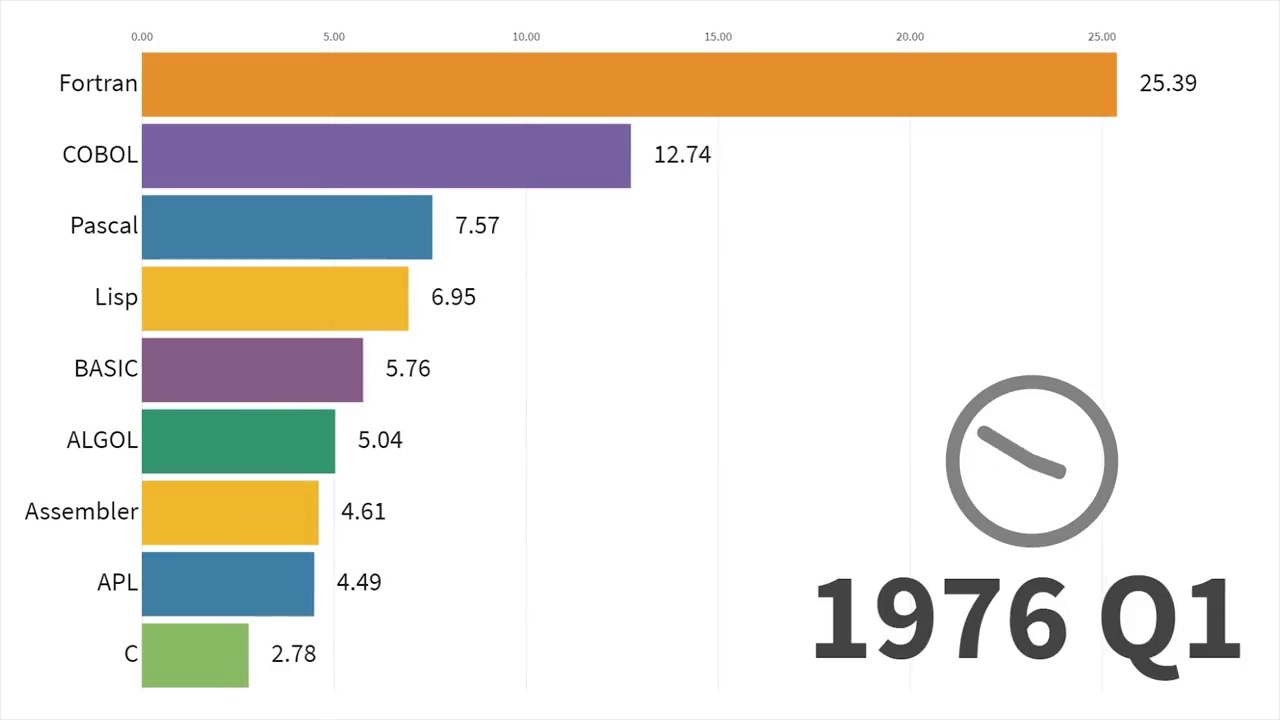 0.00 5.00 10.00 15.00 20.00 25.00
Fortran 25.39
COBOL 12.74
Pascal 7.57
Lisp 6.95
BASIC 5.76
ALGOL 5.04
Assembler 4.61
APL 4.49
C 2.78
1976 Q1